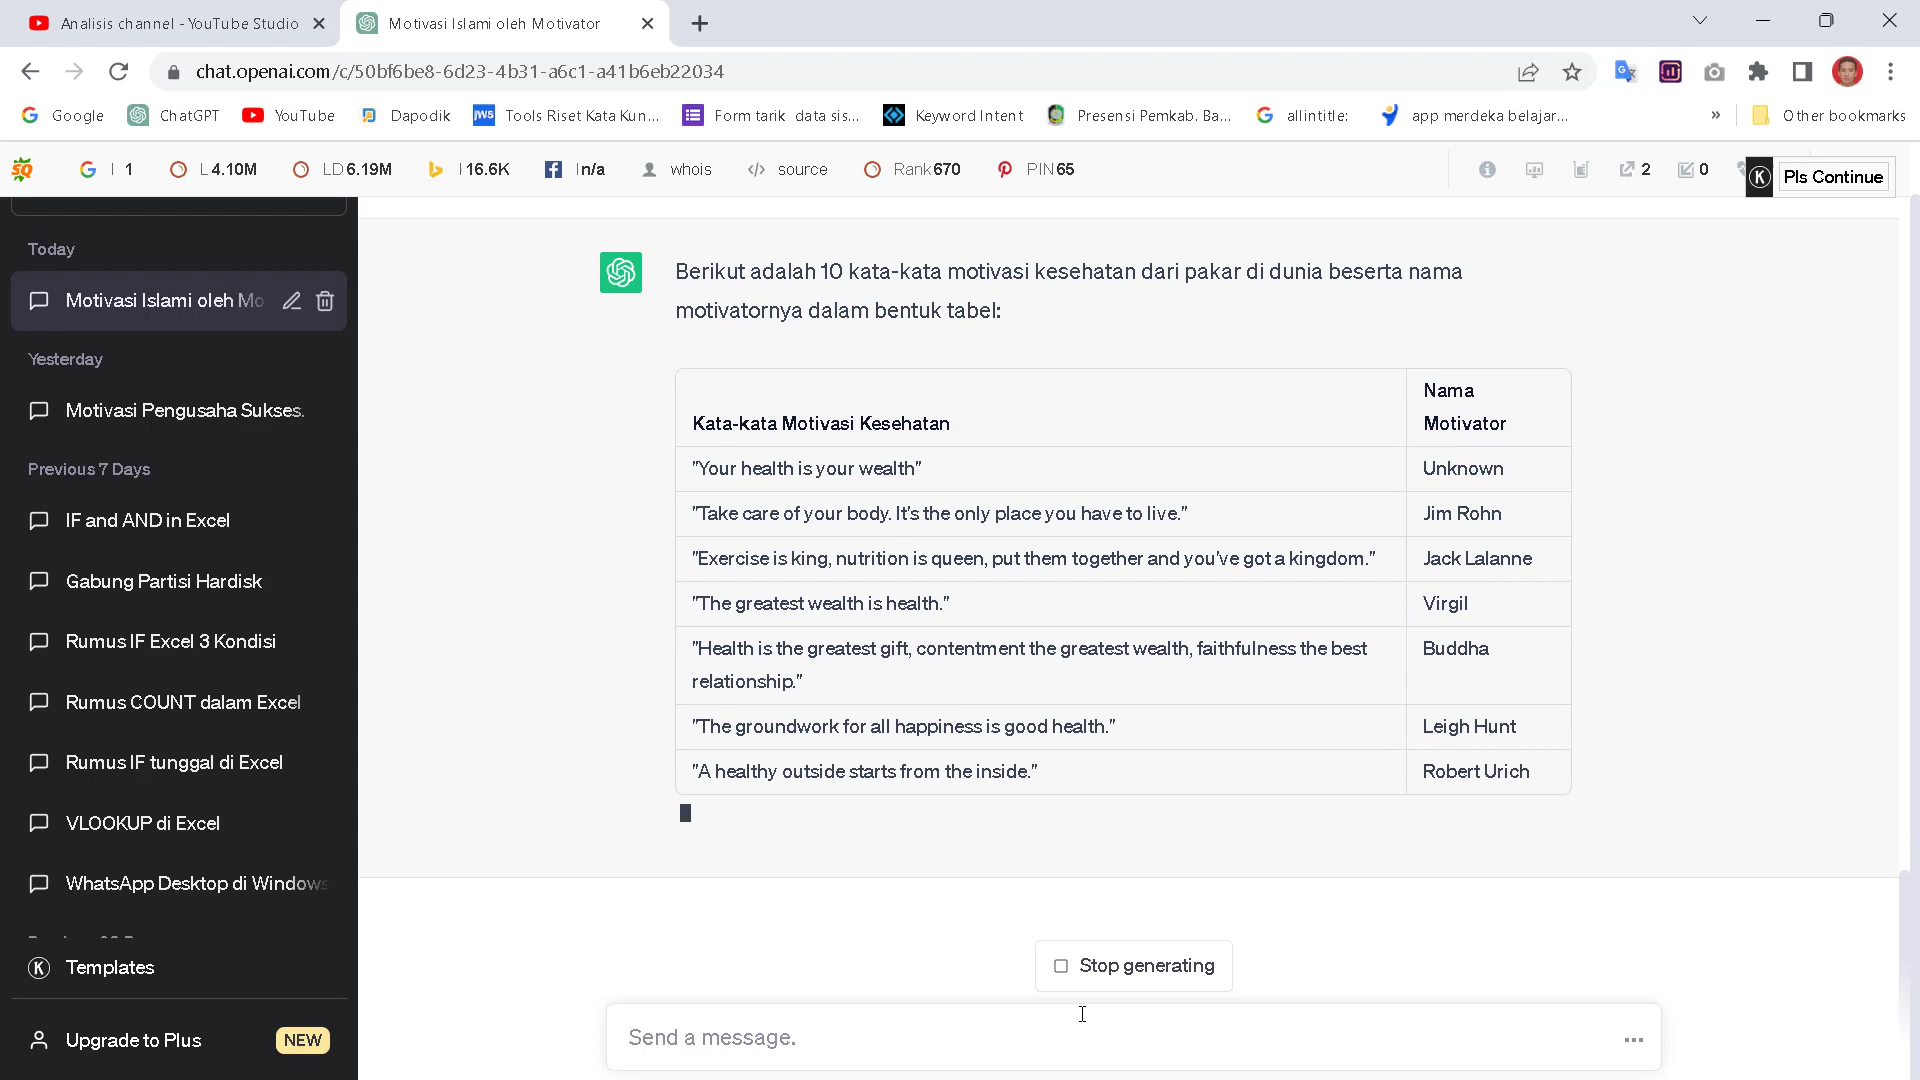 Analisis channel - YouTube Studio
Motivasi Islami oleh Motivator
chat.openai.com/c/50bf6be8-6d23-4b31-a6c1-a41b6eb22034
Google
ChatGPT
YouTube
Dapodik
JWS
Tools Riset Kata Kun...
Form tarik data sis...
Keyword Intent
Presensi Pemkab. Ba...
allintitle:
app merdeka belajar...
»
Other bookmarks
SQ
I 1
L 4.10M
LD 6.19M
I 16.6K
I n/a
whois
source
Rank 670
PIN 65
2
0
K
Pls Continue
Today
Motivasi Islami oleh Mo
Yesterday
Motivasi Pengusaha Sukses.
Previous 7 Days
IF and AND in Excel
Gabung Partisi Hardisk
Rumus IF Excel 3 Kondisi
Rumus COUNT dalam Excel
Rumus IF tunggal di Excel
VLOOKUP di Excel
WhatsApp Desktop di Windows
K Templates
Upgrade to Plus
NEW
Berikut adalah 10 kata-kata motivasi kesehatan dari pakar di dunia beserta nama
motivatornya dalam bentuk tabel:
Kata-kata Motivasi Kesehatan
Nama
Motivator
"Your health is your wealth"
Unknown
"Take care of your body. It's the only place you have to live."
Jim Rohn
"Exercise is king, nutrition is queen, put them together and you've got a kingdom."
Jack Lalanne
"The greatest wealth is health."
Virgil
"Health is the greatest gift, contentment the greatest wealth, faithfulness the best
relationship."
Buddha
"The groundwork for all happiness is good health."
Leigh Hunt
"A healthy outside starts from the inside."
Robert Urich
Stop generating
Send a message.